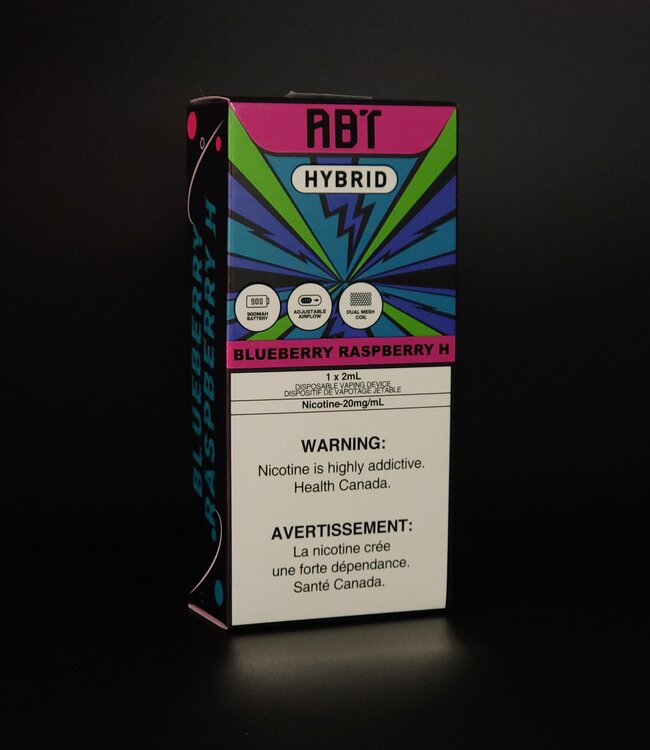 ABT
HYBRID
900
900MAH
BATTERY
ADJUSTABLE
AIRFLOW
DUAL MESH
COIL
BLUEBERRY RASPBERRY H
1 x 2mL
DISPOSABLE VAPING DEVICE
DISPOSITIF DE VAPOTAGE JETABLE
Nicotine-20mg/mL
WARNING:
Nicotine is highly addictive.
Health Canada.
AVERTISSEMENT:
La nicotine crée
une forte dépendance.
Santé Canada.
BLUEBERRY
RASPBERRY H